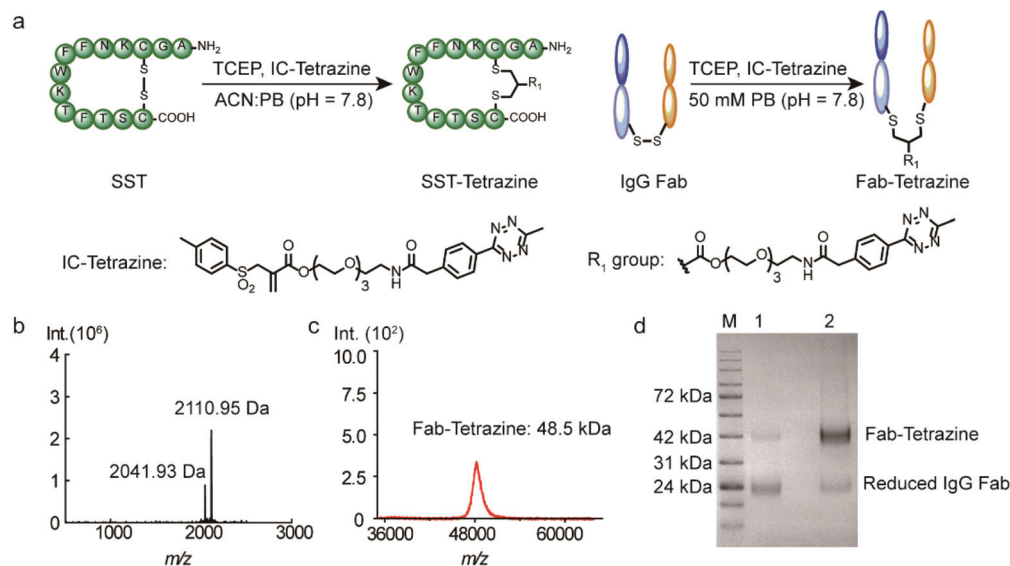 a
F F N K C G A NH2
W
K
T F T S C COOH
S
S
TCEP, IC-Tetrazine
ACN:PB (pH = 7.8)
F F N K C G A NH2
W
K
T F T S C COOH
S
R1
S
S S
TCEP, IC-Tetrazine
50 mM PB (pH = 7.8)
S S
R1
SST
SST-Tetrazine
IgG Fab
Fab-Tetrazine
IC-Tetrazine:
S
O2
O
O
O
3
N
H
O
N N
N N
R1 group:
O
O
O
3
N
H
O
N N
N N
b
Int.(10^6)
4
3
2
1
0
2110.95 Da
2041.93 Da
1000 2000 3000
m/z
c
Int. (10^2)
10.0
7.5
5.0
2.5
0
Fab-Tetrazine: 48.5 kDa
36000 48000 60000
m/z
d
M 1 2
72 kDa
42 kDa
31 kDa
24 kDa
Fab-Tetrazine
Reduced IgG Fab